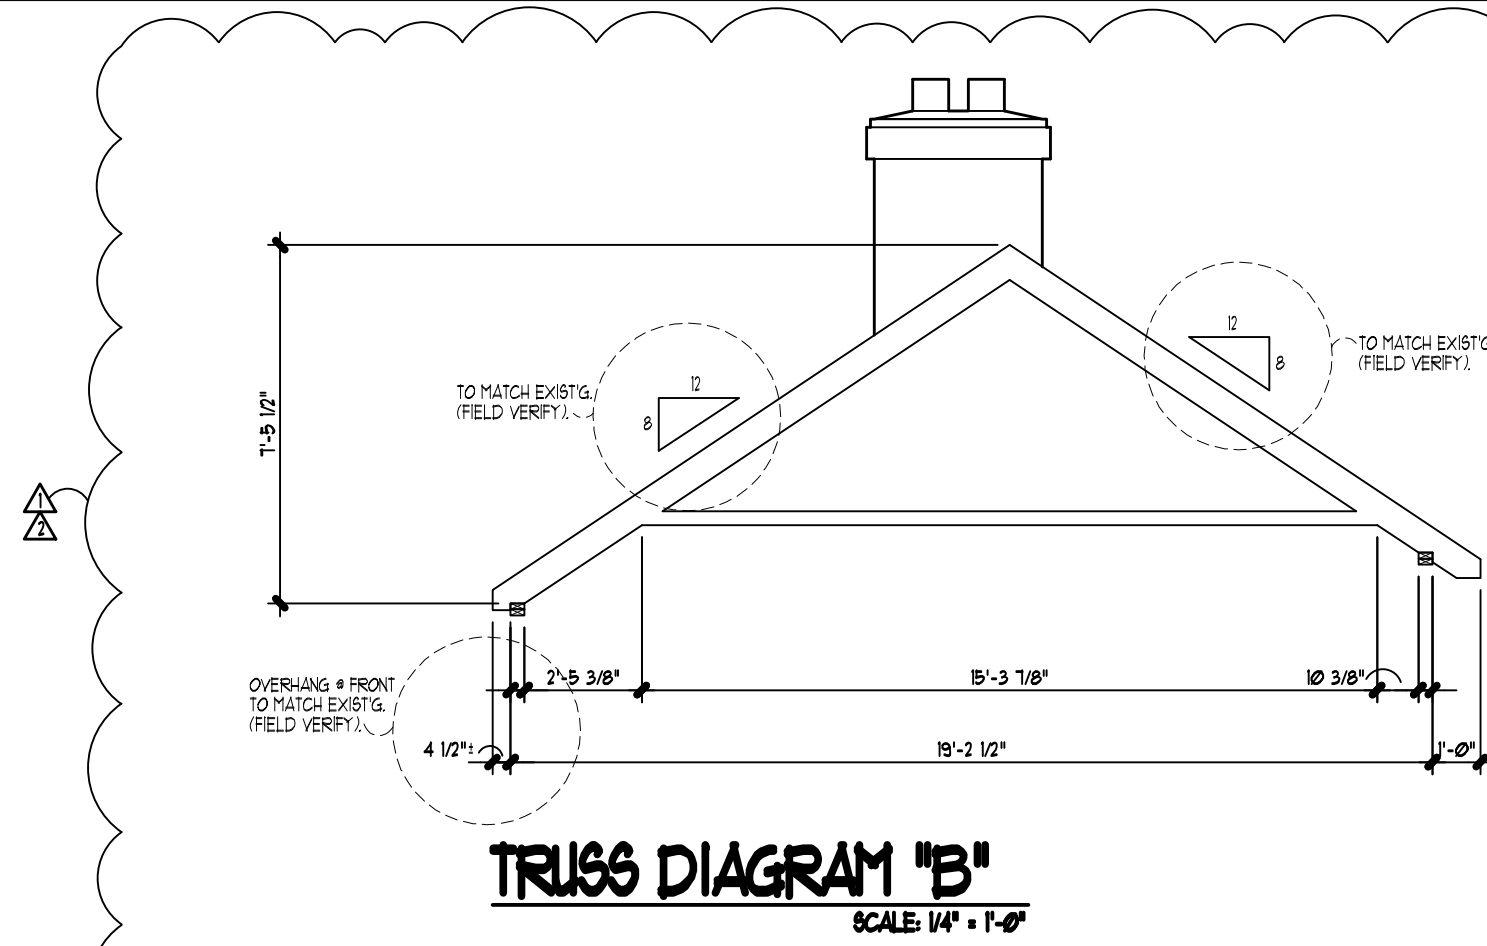 12
8
TO MATCH EXIST'G
(FIELD VERIFY).
12
8
TO MATCH EXIST'G.
(FIELD VERIFY).
7'-5 1/2"
1
2
2'-5 3/8"
15'-3 7/8"
10 3/8"
OVERHANG @ FRONT
TO MATCH EXIST'G.
(FIELD VERIFY).
4 1/2"±
19'-2 1/2"
1'-0"
TRUSS DIAGRAM "B"
SCALE: 1/4" = 1'-0"